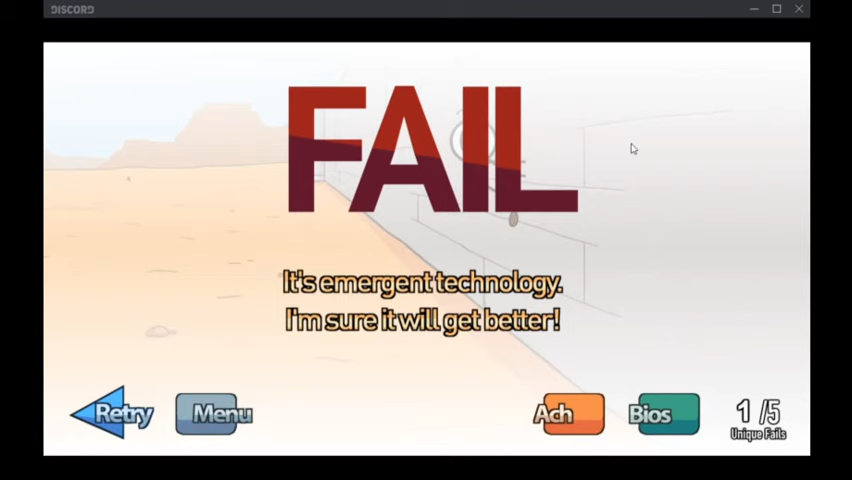 DISCORD
FAIL
It's emergent technology.
I'm sure it will get better!
Retry
Menu
Ach
Bios
1/5
Unique Fails